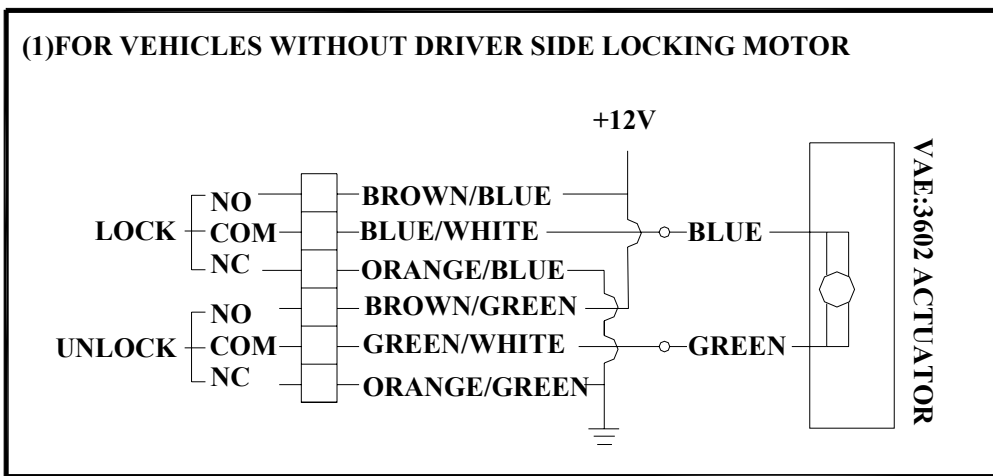 (1)FOR VEHICLES WITHOUT DRIVER SIDE LOCKING MOTOR
+12V
NO
BROWN/BLUE
LOCK
COM
BLUE/WHITE
BLUE
NC
ORANGE/BLUE
NO
BROWN/GREEN
UNLOCK
COM
GREEN/WHITE
GREEN
NC
ORANGE/GREEN
VAE:3602 ACTUATOR